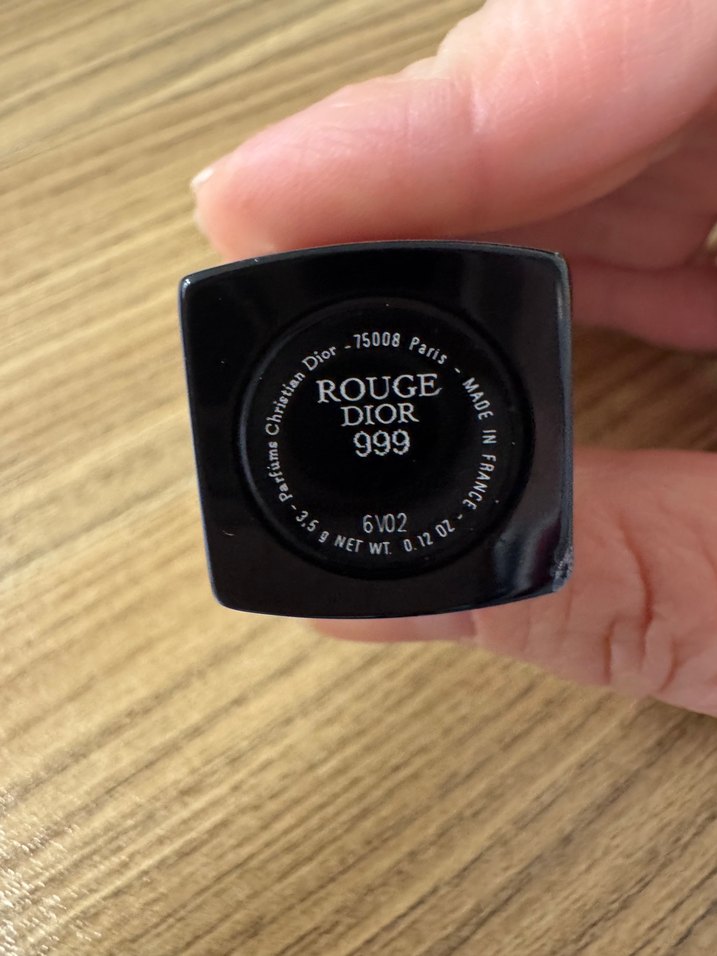 ROUGE
DIOR
999
6V02
- Parfums Christian Dior - 75008 Paris - MADE IN FRANCE - 3,5 g NET WT. 0.12 OZ